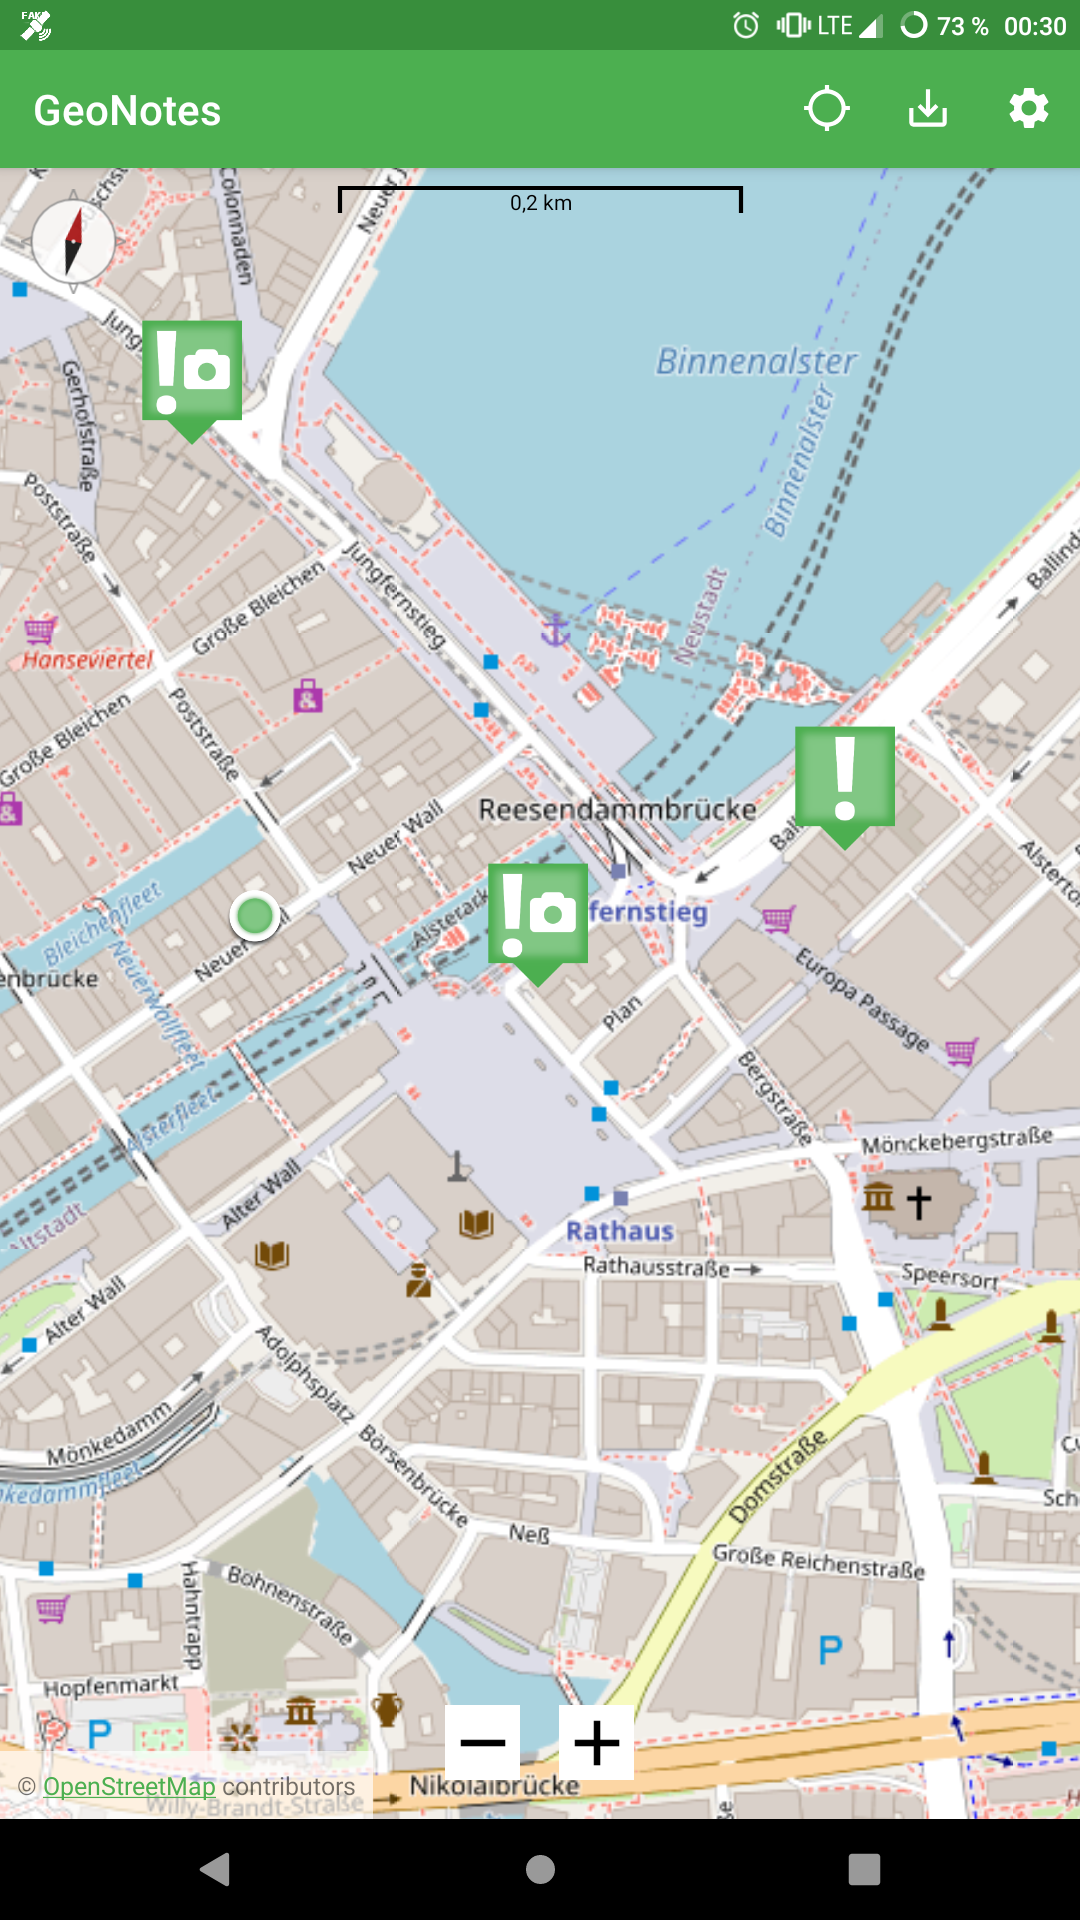 FAKE
LTE
73 %
00:30
GeoNotes
0,2 km
Colonnaden
Neuer J
Jung
Binnenalster
Binnenalster
Gerhofstraße
Poststraße
Jungfernstieg
Große Bleichen
Neustadt
Ballind
Hanseviertel
Poststraße
Große Bleichen
Reesendammbrücke
Neuer Wall
Ball
Alsterto
Bleichenfleet
Alsterark
fernstieg
Neuer
enbrücke
Neuerwallfleet
Europa Passage
Plan
Bergstraße
Alsterfleet
Mönckebergstraße
Alter Wall
ltstadt
Rathaus
Rathausstraße
Speersort
Alter Wall
Adolphsplatz
Mönkedamm
nkedammfleet
Börsenbrücke
Domstraße
Neß
Sch
Große Reichenstraße
Hahntrapp
Bohnenstraße
P
Hopfenmarkt
P
© OpenStreetMap contributors
Nikolaibrücke
Willy-Brandt-Straße